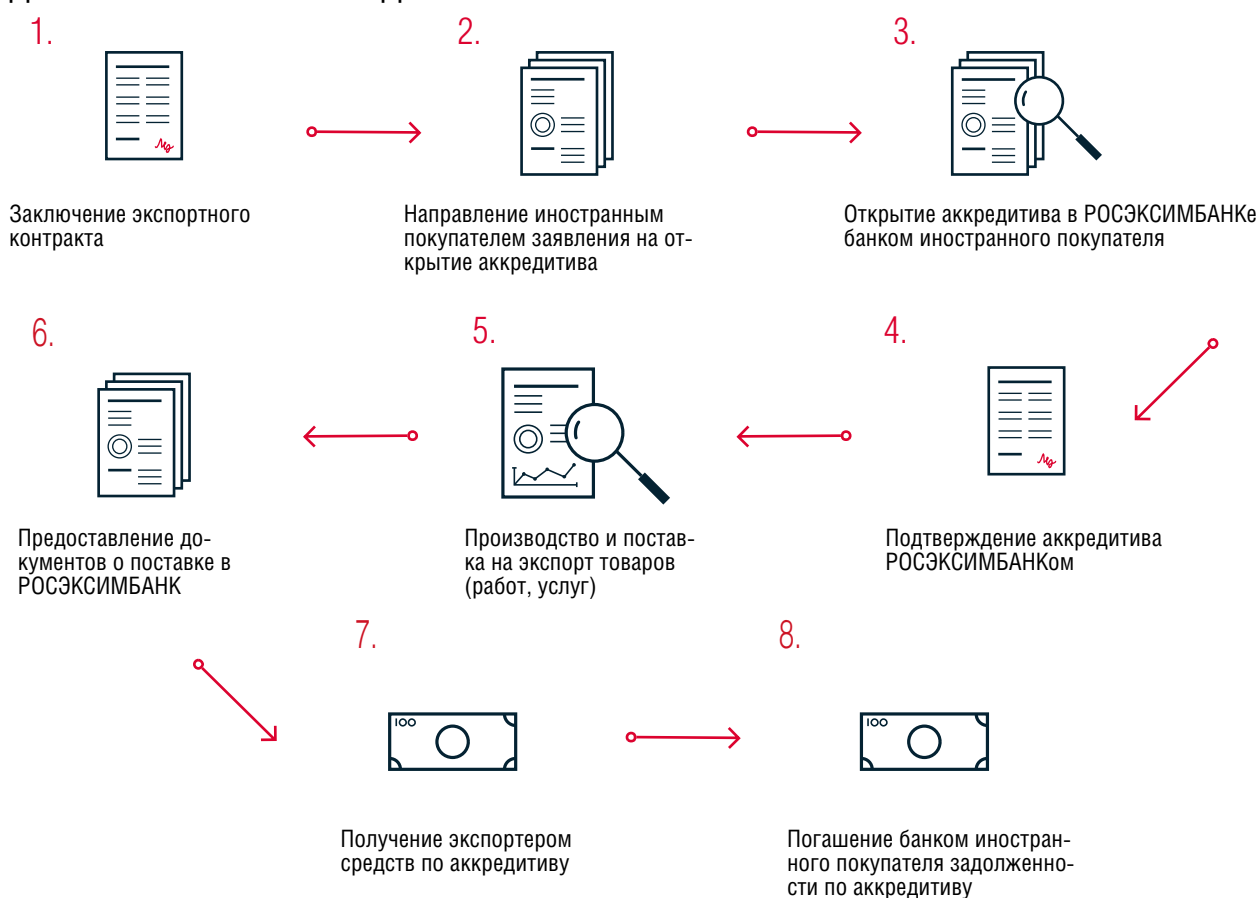 1.
2.
3.
Заключение экспортного
контракта
Направление иностранным
покупателем заявления на от-
крытие аккредитива
Открытие аккредитива в РОСЭКСИМБАНКе
банком иностранного покупателя
6.
5.
4.
Предоставление до-
кументов о поставке в
РОСЭКСИМБАНК
Производство и постав-
ка на экспорт товаров
(работ, услуг)
Подтверждение аккредитива
РОСЭКСИМБАНКом
7.
8.
100
100
Получение экспортером
средств по аккредитиву
Погашение банком иностран-
ного покупателя задолженно-
сти по аккредитиву